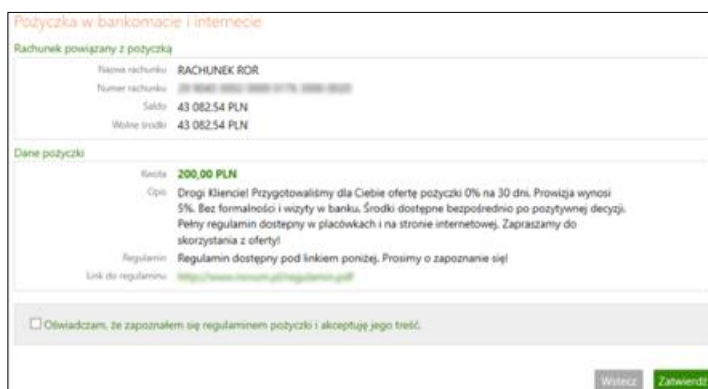 Pożyczka w bankomacie i internecie
Rachunek powiązany z pożyczką
Nazwa rachunku RACHUNEK ROR
Numer rachunku
Saldo 43 082,54 PLN
Wolne środki 43 082,54 PLN
Dane pożyczki
Kwota 200,00 PLN
Opis Drogi Kliencie! Przygotowaliśmy dla Ciebie ofertę pożyczki 0% na 30 dni. Prowizja wynosi
5%. Bez formalności i wizyty w banku. Środki dostępne bezpośrednio po pozytywnej decyzji.
Pełny regulamin dostępny w placówkach i na stronie internetowej. Zapraszamy do
skorzystania z oferty!
Regulamin Regulamin dostępny pod linkiem poniżej. Prosimy o zapoznanie się!
Link do regulaminu
Oświadczam, że zapoznałem się regulaminem pożyczki i akceptuję jego treść.
Wstecz Zatwierdź